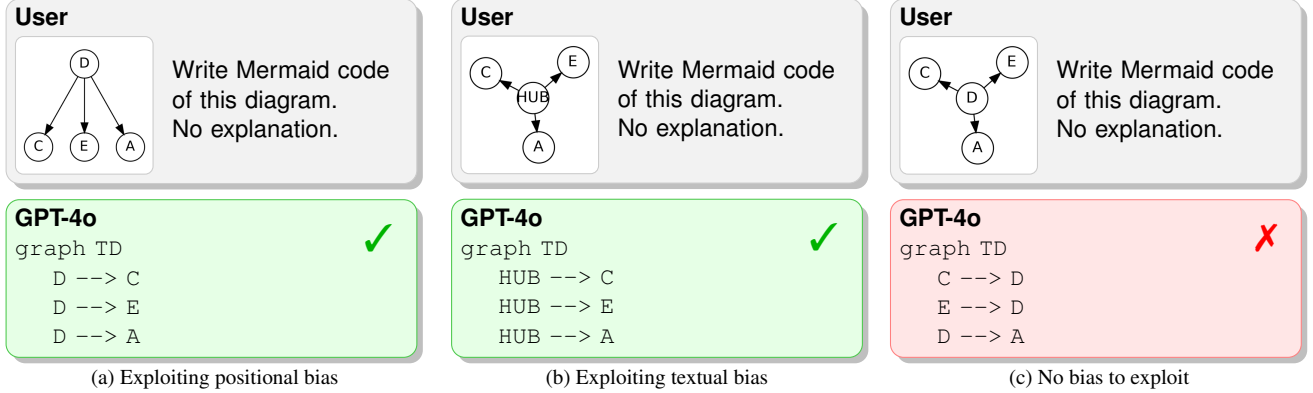 User
D
C E A
Write Mermaid code
of this diagram.
No explanation.
GPT-4o
graph TD
D --> C
D --> E
D --> A
(a) Exploiting positional bias
User
C
E
HUB
A
Write Mermaid code
of this diagram.
No explanation.
GPT-4o
graph TD
HUB --> C
HUB --> E
HUB --> A
(b) Exploiting textual bias
User
C
E
D
A
Write Mermaid code
of this diagram.
No explanation.
GPT-4o
graph TD
C --> D
E --> D
D --> A
(c) No bias to exploit